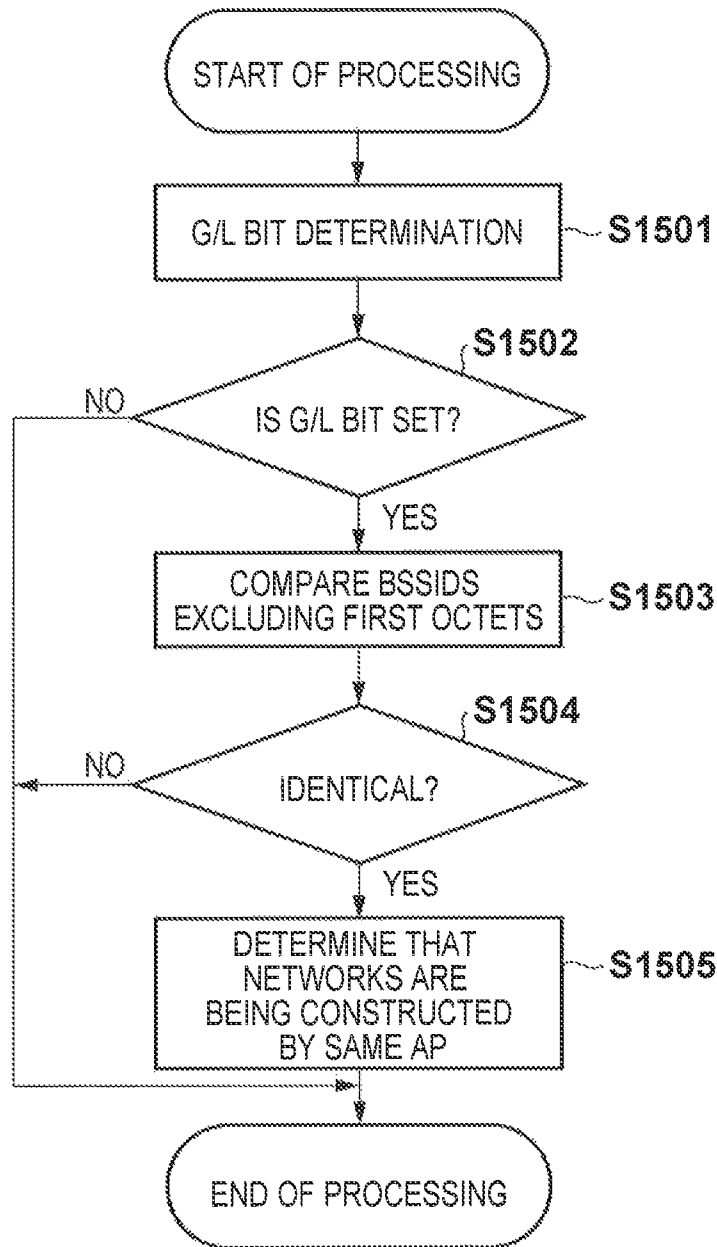 START OF PROCESSING
G/L BIT DETERMINATION
S1501
S1502
NO
IS G/L BIT SET?
YES
COMPARE BSSIDS
EXCLUDING FIRST OCTETS
S1503
S1504
NO
IDENTICAL?
YES
DETERMINE THAT
NETWORKS ARE
BEING CONSTRUCTED
BY SAME AP
S1505
END OF PROCESSING